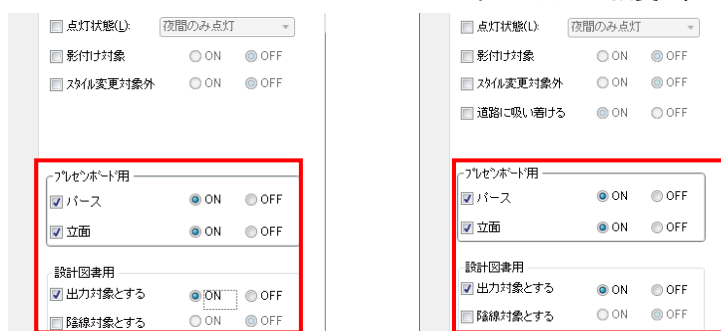 点灯状態(L): 夜間のみ点灯
影付け対象 ON OFF
スタイル変更対象外 ON OFF
プレゼンボード用
パース ON OFF
立面 ON OFF
設計図書用
出力対象とする ON OFF
陰線対象とする ON OFF
点灯状態(L): 夜間のみ点灯
影付け対象 ON OFF
スタイル変更対象外 ON OFF
道路に吸い着ける ON OFF
プレゼンボード用
パース ON OFF
立面 ON OFF
設計図書用
出力対象とする ON OFF
陰線対象とする ON OFF